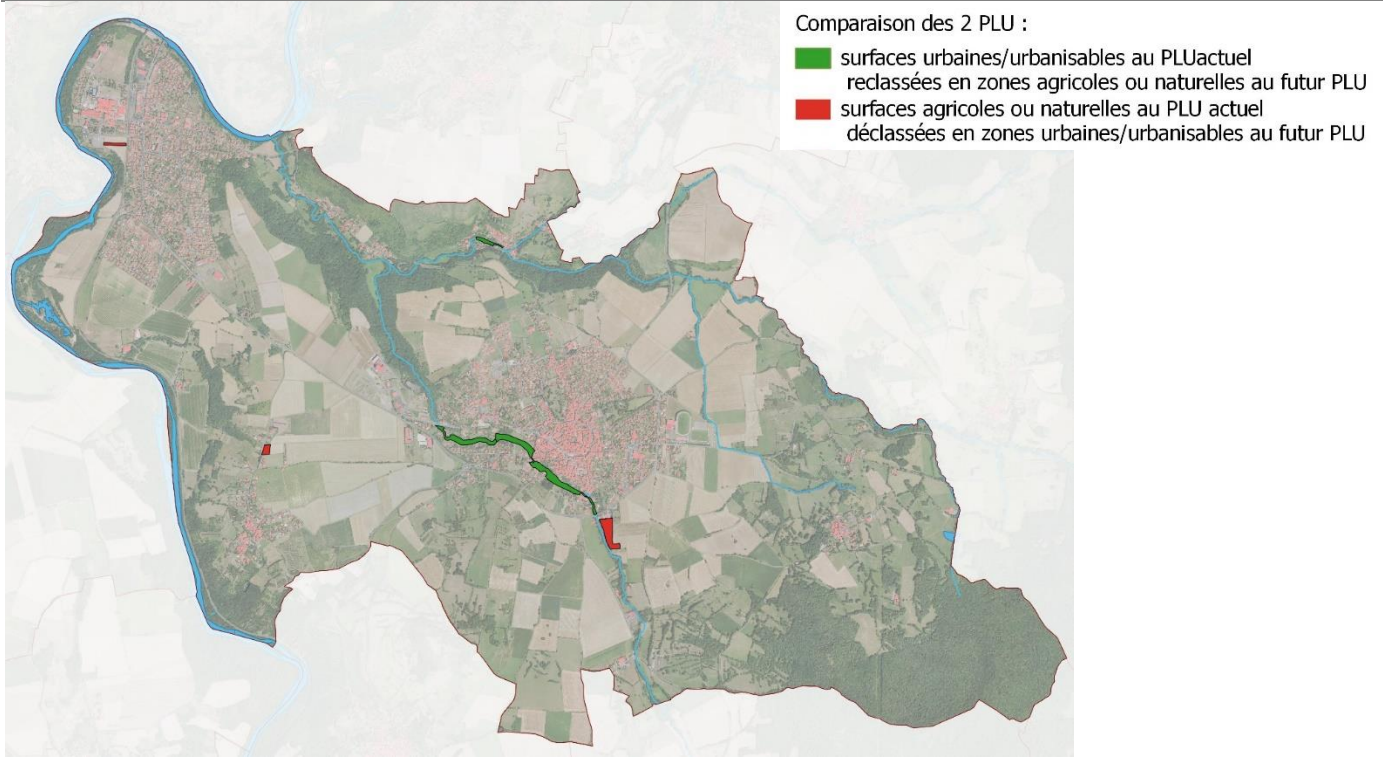 Comparaison des 2 PLU :
surfaces urbaines/urbanisables au PLUactuel
reclassées en zones agricoles ou naturelles au futur PLU
surfaces agricoles ou naturelles au PLU actuel
déclassées en zones urbaines/urbanisables au futur PLU